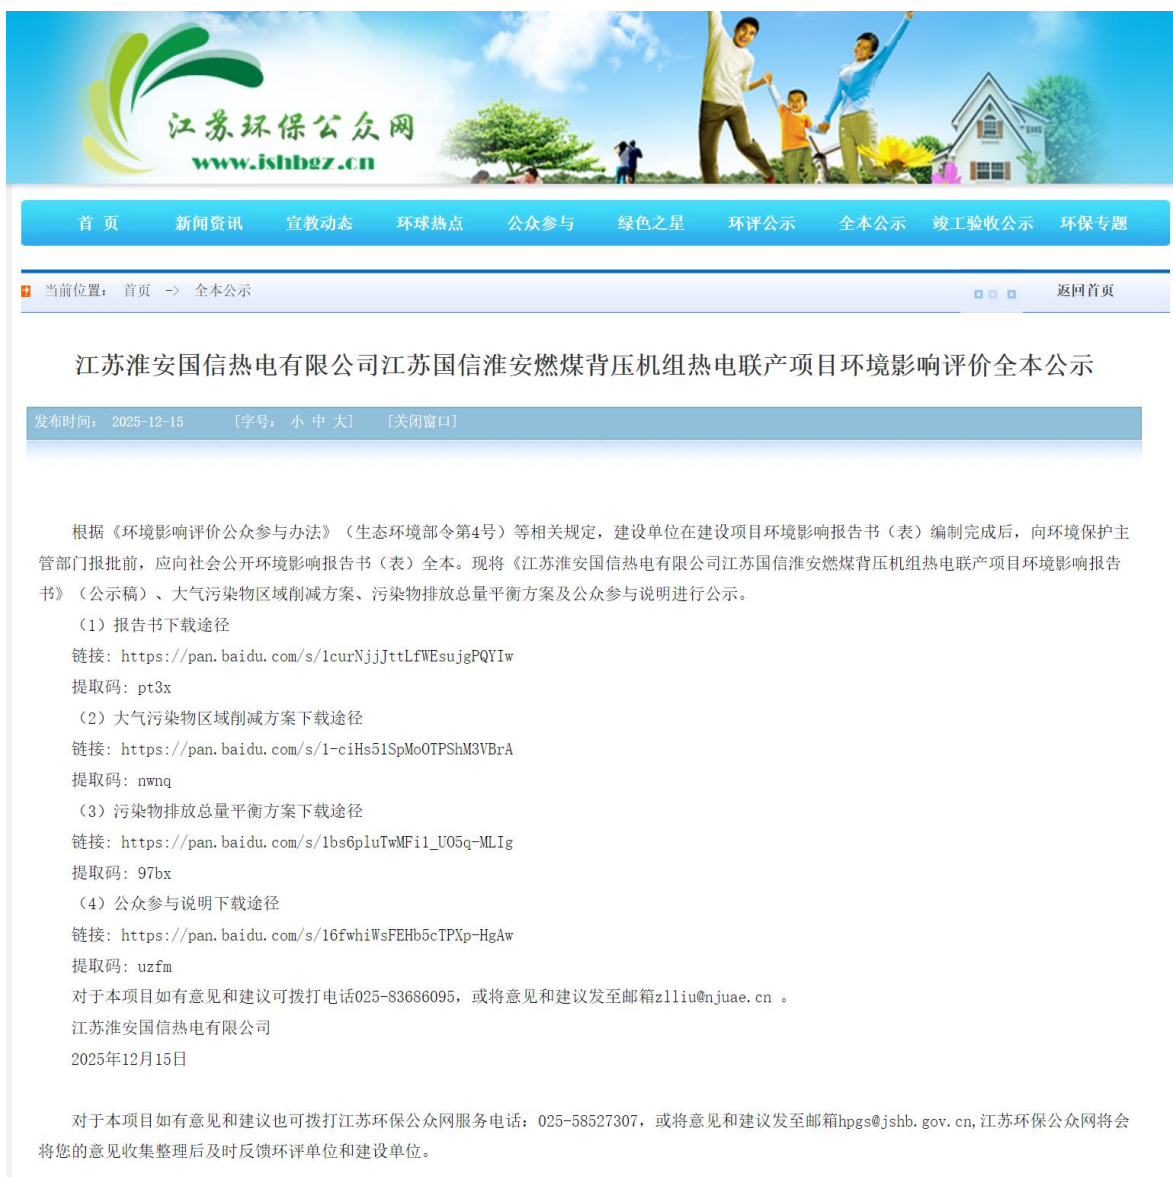 江苏环保公众网
www.jshbgz.cn
首 页 新闻资讯 宣教动态 环球热点 公众参与 绿色之星 环评公示 全本公示 竣工验收公示 环保专题
当前位置： 首页 -> 全本公示 返回首页
江苏淮安国信热电有限公司江苏国信淮安燃煤背压机组热电联产项目环境影响评价全本公示
发布时间： 2025-12-15 [字号： 小 中 大] [关闭窗口]
根据《环境影响评价公众参与办法》（生态环境部令第4号）等相关规定，建设单位在建设项目环境影响报告书（表）编制完成后，向环境保护主
管部门报批前，应向社会公开环境影响报告书（表）全本。现将《江苏淮安国信热电有限公司江苏国信淮安燃煤背压机组热电联产项目环境影响报告
书》（公示稿）、大气污染物区域削减方案、污染物排放总量平衡方案及公众参与说明进行公示。
（1）报告书下载途径
链接: https://pan.baidu.com/s/1curNjjJttLfWEsujgPQYIw
提取码: pt3x
（2）大气污染物区域削减方案下载途径
链接: https://pan.baidu.com/s/1-ciHs51SpMoOTPShM3VBrA
提取码: nwnq
（3）污染物排放总量平衡方案下载途径
链接: https://pan.baidu.com/s/1bs6pluTwMFi1_UO5q-MLIg
提取码: 97bx
（4）公众参与说明下载途径
链接: https://pan.baidu.com/s/16fwhiWsFEHb5cTPXp-HgAw
提取码: uzfm
对于本项目如有意见和建议可拨打电话025-83686095，或将意见和建议发至邮箱zlliu@njuae.cn 。
江苏淮安国信热电有限公司
2025年12月15日
对于本项目如有意见和建议也可拨打江苏环保公众网服务电话：025-58527307，或将意见和建议发至邮箱hpgs@jshb.gov.cn,江苏环保公众网将会
将您的意见收集整理后及时反馈环评单位和建设单位。